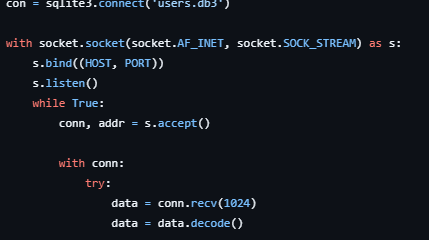 con = sqlite3.connect('users.db3')
with socket.socket(socket.AF_INET, socket.SOCK_STREAM) as s:
    s.bind((HOST, PORT))
    s.listen()
    while True:
        conn, addr = s.accept()
        with conn:
            try:
                data = conn.recv(1024)
                data = data.decode()